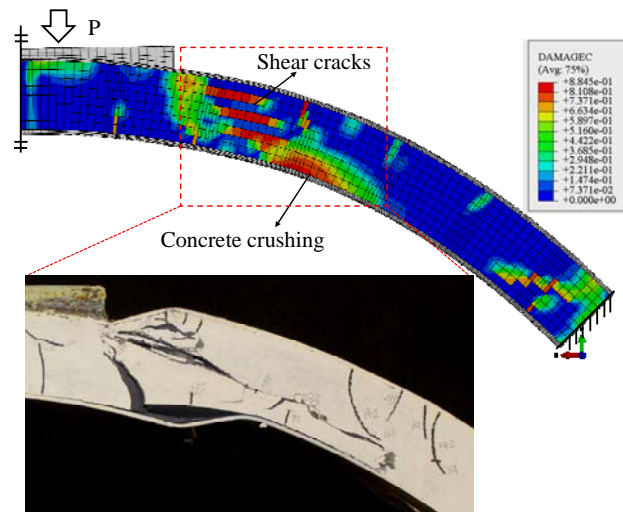 P
Shear cracks
Concrete crushing
DAMAGEC
(Avg: 75%)
+8.845e-01
+8.108e-01
+7.371e-01
+6.634e-01
+5.897e-01
+5.160e-01
+4.422e-01
+3.685e-01
+2.948e-01
+2.211e-01
+1.474e-01
+7.371e-02
+0.000e+00